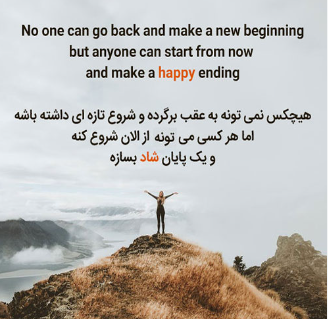 No one can go back and make a new beginning
but anyone can start from now
and make a happy ending
هیچکس نمی تونه به عقب برگرده و شروع تازه ای داشته باشه
اما هر کسی می تونه از الان شروع کنه
و یک پایان شاد بسازه